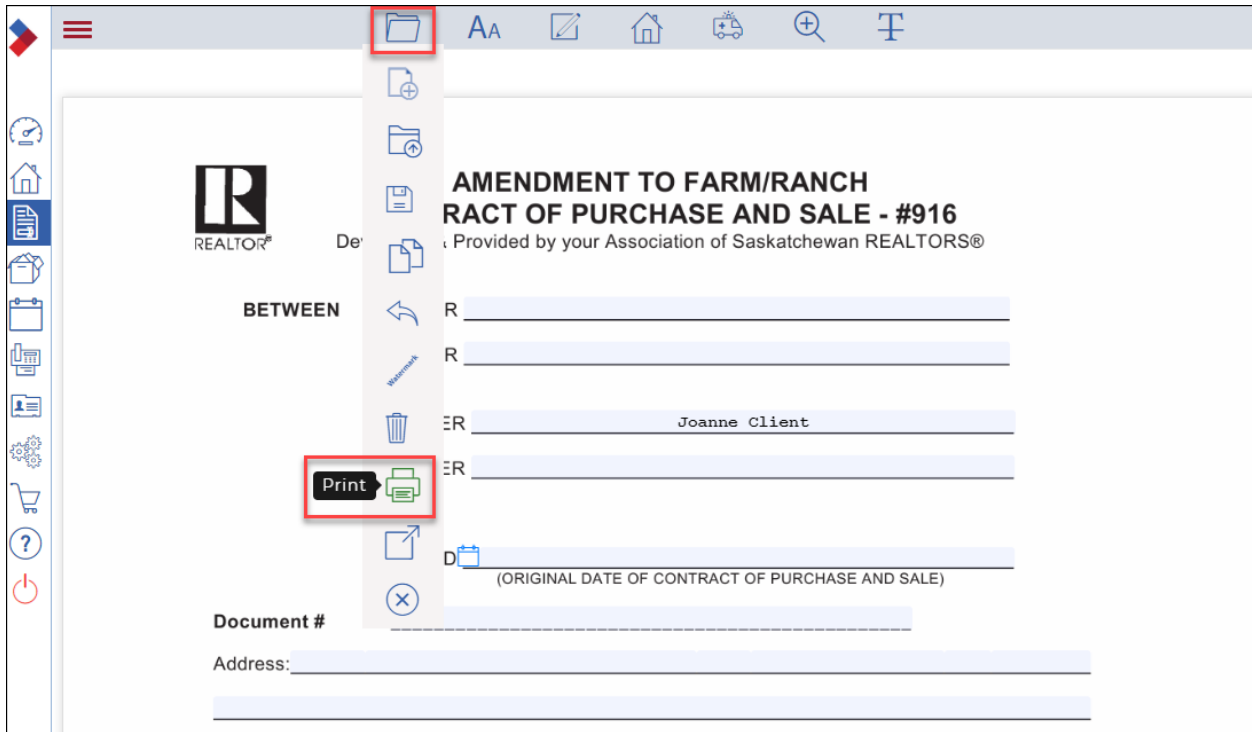 AA
T
AMENDMENT TO FARM/RANCH
RACT OF PURCHASE AND SALE - #916
REALTOR®
De & Provided by your Association of Saskatchewan REALTORS®
BETWEEN R
R
Watermark
ER Joanne Client
ER
Print
D
(ORIGINAL DATE OF CONTRACT OF PURCHASE AND SALE)
?
Document #
Address: